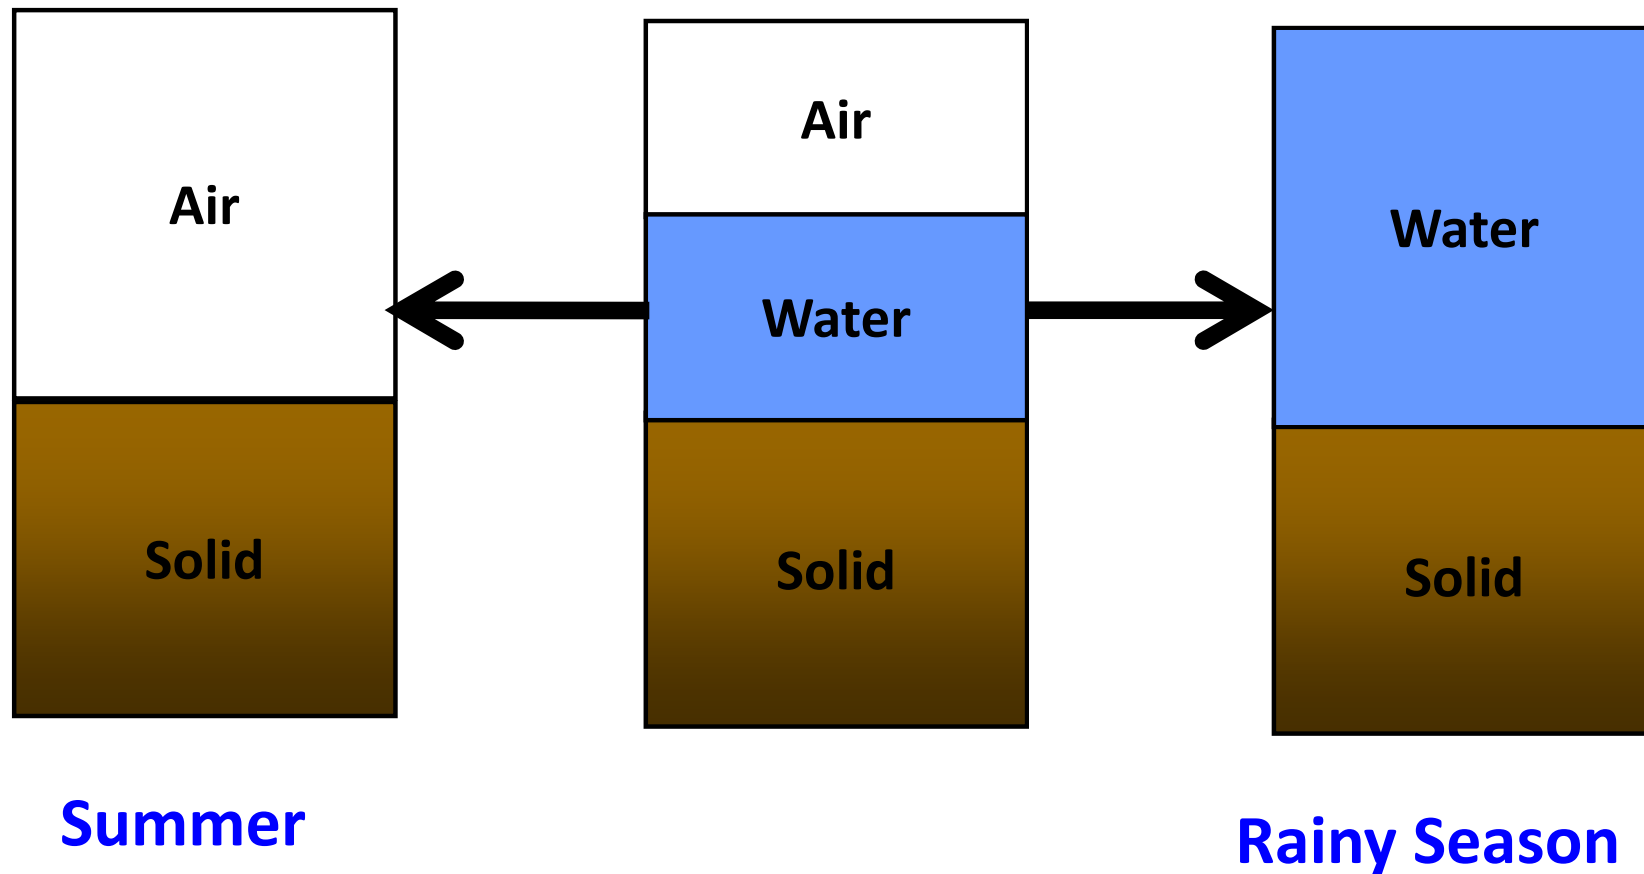 Air
Solid
Summer
Air
Water
Solid
Water
Solid
Rainy Season